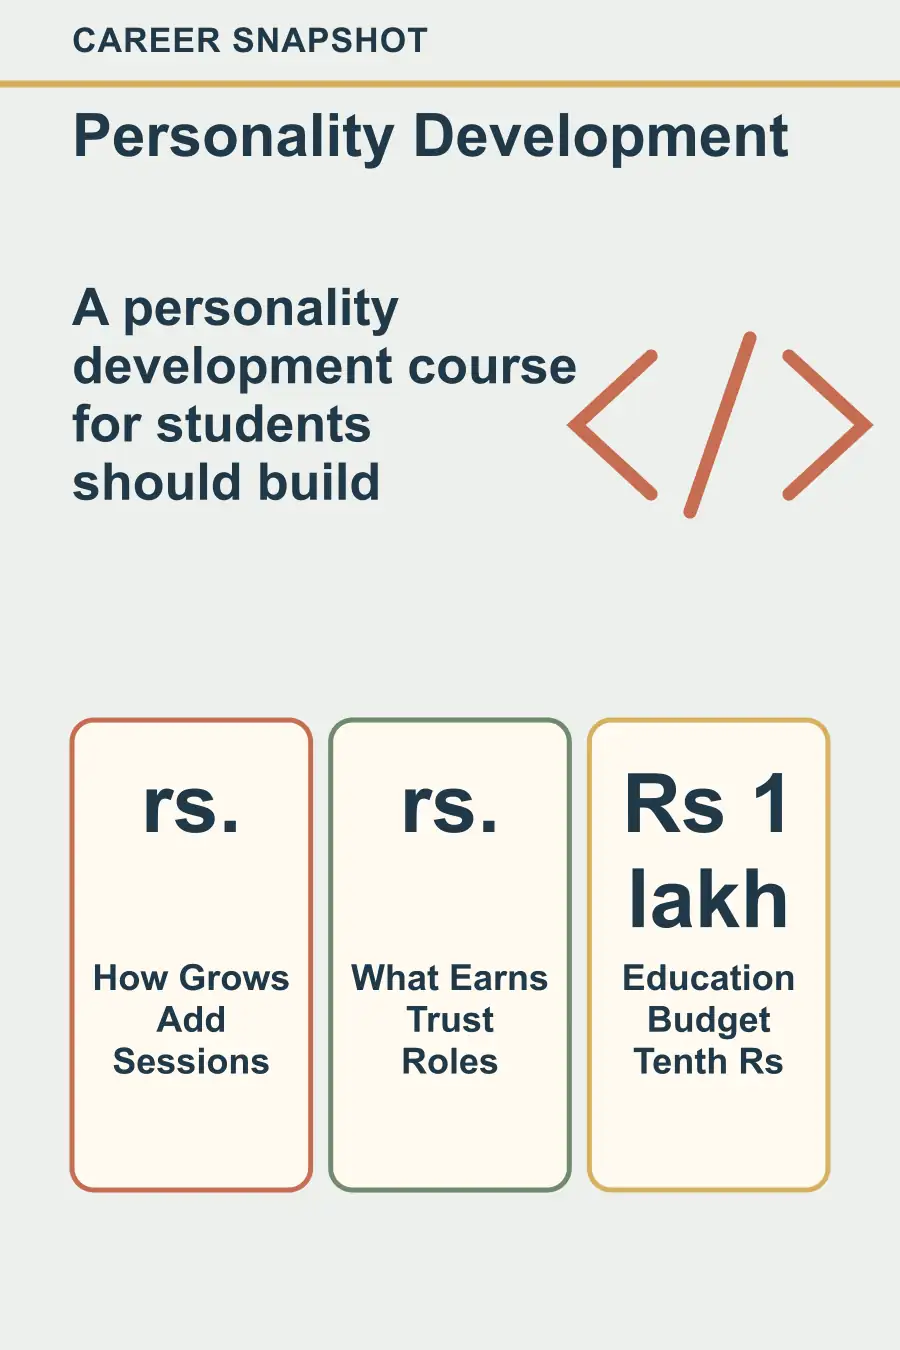 CAREER SNAPSHOT
Personality Development
A personality
development course
for students
should build
rs.
How Grows
Add
Sessions
rs.
What Earns
Trust
Roles
Rs 1
lakh
Education
Budget
Tenth Rs